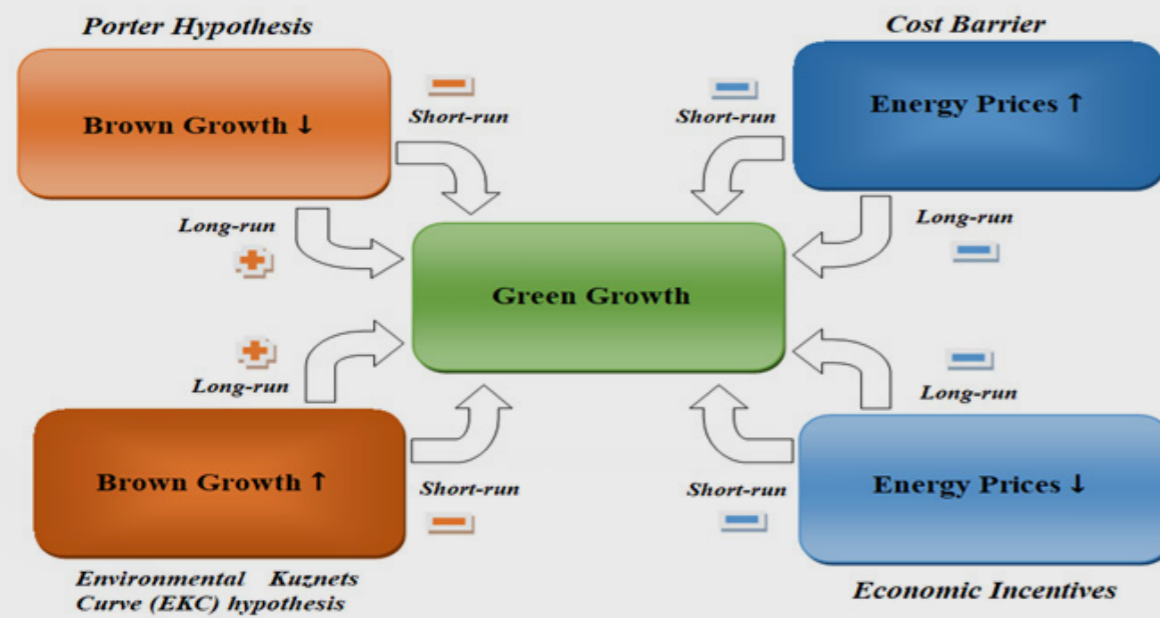 Porter Hypothesis
Cost Barrier
Brown Growth ↓
Short-run
Short-run
Energy Prices ↑
Long-run
Long-run
Green Growth
Long-run
Long-run
Brown Growth ↑
Short-run
Short-run
Energy Prices ↓
Environmental Kuznets
Curve (EKC) hypothesis
Economic Incentives